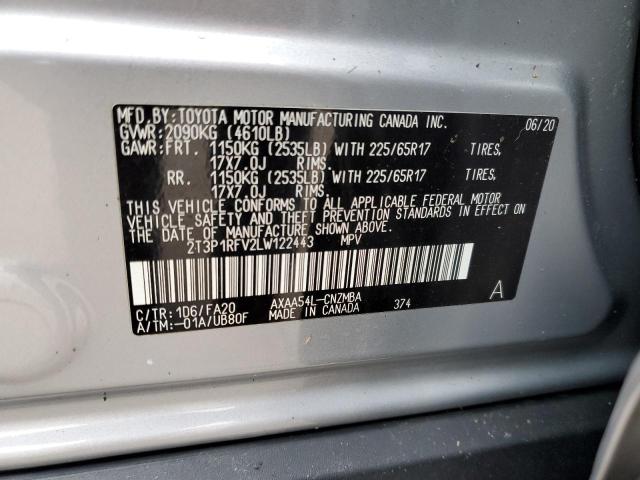 MFD.BY:TOYOTA MOTOR MANUFACTURING CANADA INC. 06/20
GVWR:2090KG (4610LB)
GAWR:FRT. 1150KG (2535LB) WITH 225/65R17 TIRES,
17X7.0J RIMS,
RR. 1150KG (2535LB) WITH 225/65R17 TIRES,
17X7.0J RIMS,
THIS VEHICLE CONFORMS TO ALL APPLICABLE FEDERAL MOTOR
VEHICLE SAFETY AND THEFT PREVENTION STANDARDS IN EFFECT ON
THE DATE OF MANUFACTURE SHOWN ABOVE.
2T3P1RFV2LW122443 MPV
C/TR:1D6/FA20 AXAA54L-CNZMBA A
A/TM:-01A/UB80F MADE IN CANADA 374